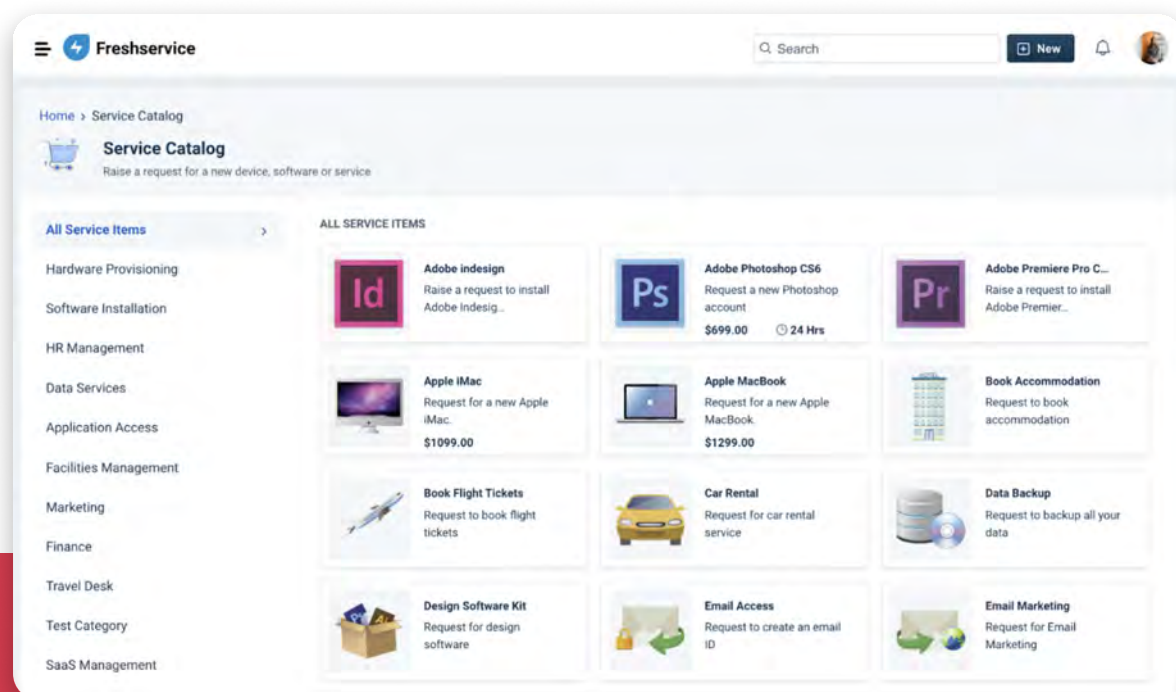 Freshservice
Search
New
Home › Service Catalog
Service Catalog
Raise a request for a new device, software or service
All Service Items
Hardware Provisioning
Software Installation
HR Management
Data Services
Application Access
Facilities Management
Marketing
Finance
Travel Desk
Test Category
SaaS Management
ALL SERVICE ITEMS
Id
Adobe indesign
Raise a request to install
Adobe Indesig...
Ps
Adobe Photoshop CS6
Request a new Photoshop
account
$699.00 24 Hrs
Pr
Adobe Premiere Pro C...
Raise a request to install
Adobe Premier...
Apple iMac
Request for a new Apple
iMac.
$1099.00
Apple MacBook
Request for a new Apple
MacBook
$1299.00
Book Accommodation
Request to book
accommodation
Book Flight Tickets
Request to book flight
tickets
Car Rental
Request for car rental
service
Data Backup
Request to backup all your
data
Design Software Kit
Request for design
software
Email Access
Request to create an email
ID
Email Marketing
Request for Email
Marketing